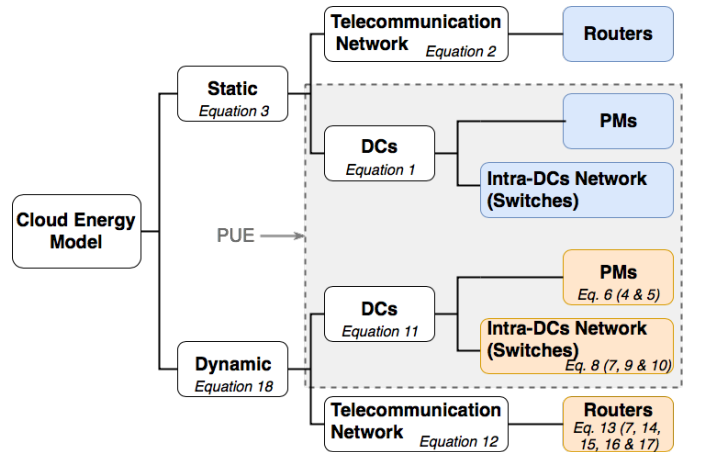 Telecommunication
Network
Equation 2
Routers
Static
Equation 3
PMs
DCs
Equation 1
Intra-DCs Network
(Switches)
Cloud Energy
Model
PUE
PMs
Eq. 6 (4 & 5)
DCs
Equation 11
Intra-DCs Network
(Switches)
Eq. 8 (7, 9 & 10)
Dynamic
Equation 18
Telecommunication
Network
Equation 12
Routers
Eq. 13 (7, 14,
15, 16 & 17)